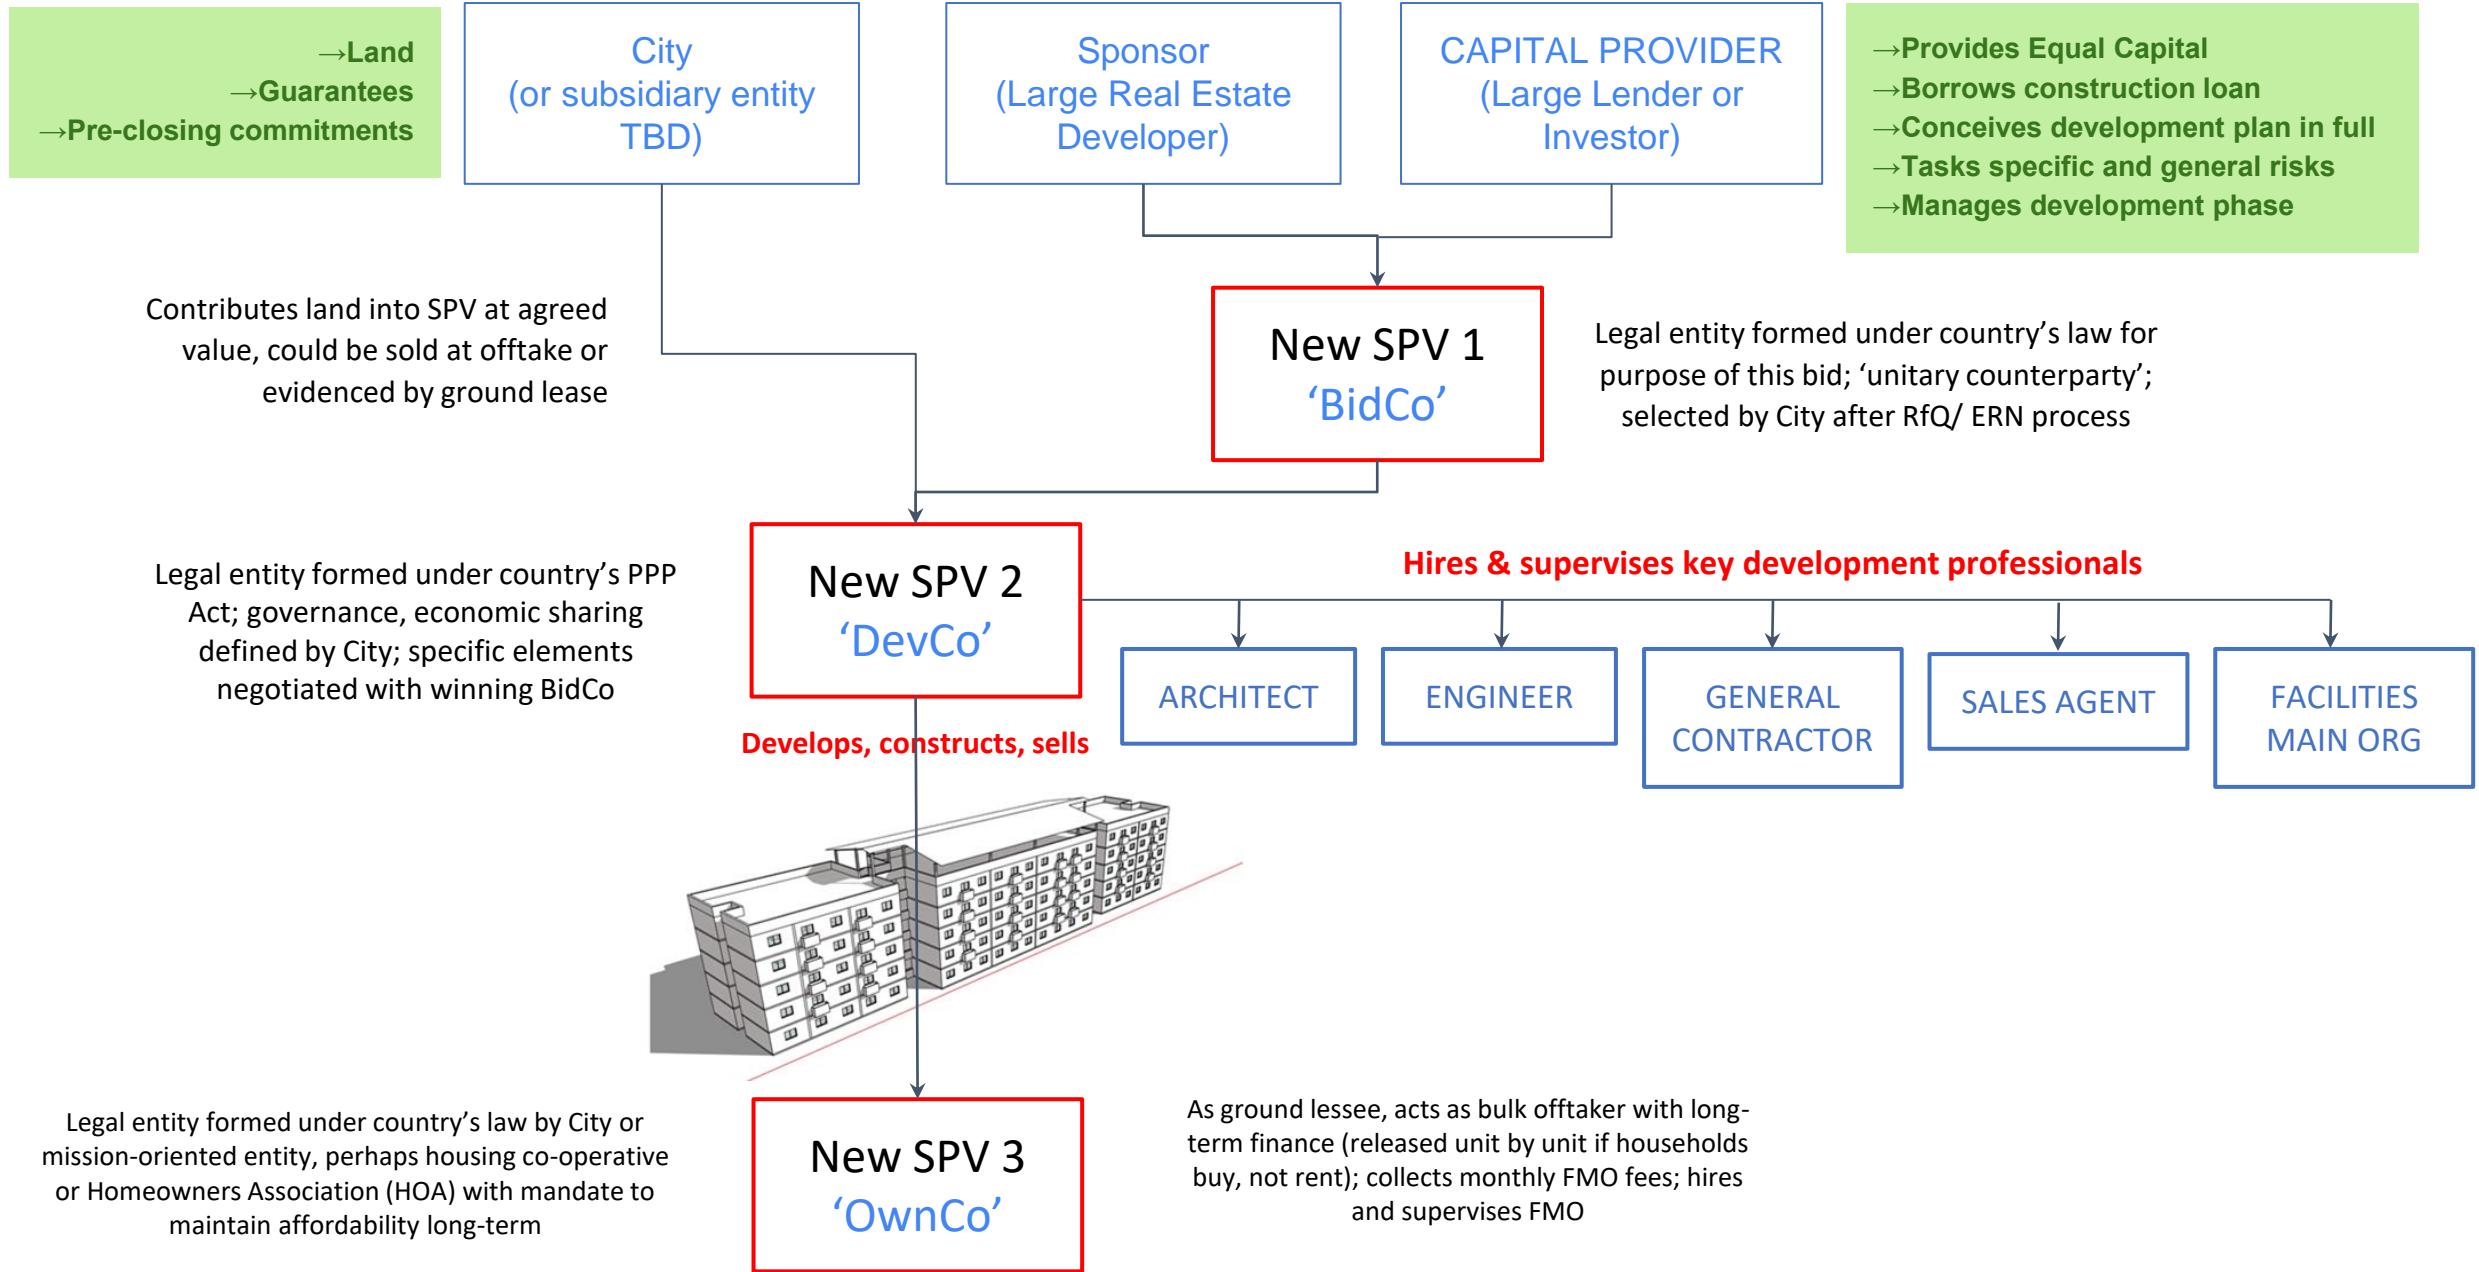 →Land
→Guarantees
→Pre-closing commitments
City
(or subsidiary entity
TBD)
Sponsor
(Large Real Estate
Developer)
CAPITAL PROVIDER
(Large Lender or
Investor)
→Provides Equal Capital
→Borrows construction loan
→Conceives development plan in full
→Tasks specific and general risks
→Manages development phase
Contributes land into SPV at agreed
value, could be sold at offtake or
evidenced by ground lease
New SPV 1
‘BidCo’
Legal entity formed under country’s law for
purpose of this bid; ‘unitary counterparty’;
selected by City after RfQ/ ERN process
Legal entity formed under country’s PPP
Act; governance, economic sharing
defined by City; specific elements
negotiated with winning BidCo
New SPV 2
‘DevCo’
Hires & supervises key development professionals
ARCHITECT
ENGINEER
GENERAL
CONTRACTOR
SALES AGENT
FACILITIES
MAIN ORG
Develops, constructs, sells
Legal entity formed under country’s law by City or
mission-oriented entity, perhaps housing co-operative
or Homeowners Association (HOA) with mandate to
maintain affordability long-term
New SPV 3
‘OwnCo’
As ground lessee, acts as bulk offtaker with long-
term finance (released unit by unit if households
buy, not rent); collects monthly FMO fees; hires
and supervises FMO